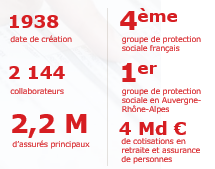 1938
date de création
2 144
collaborateurs
2,2 M
d'assurés principaux
4ème
groupe de protection
sociale français
1er
groupe de protection
sociale en Auvergne-
Rhône-Alpes
4 Md €
de cotisations en
retraite et assurance
de personnes